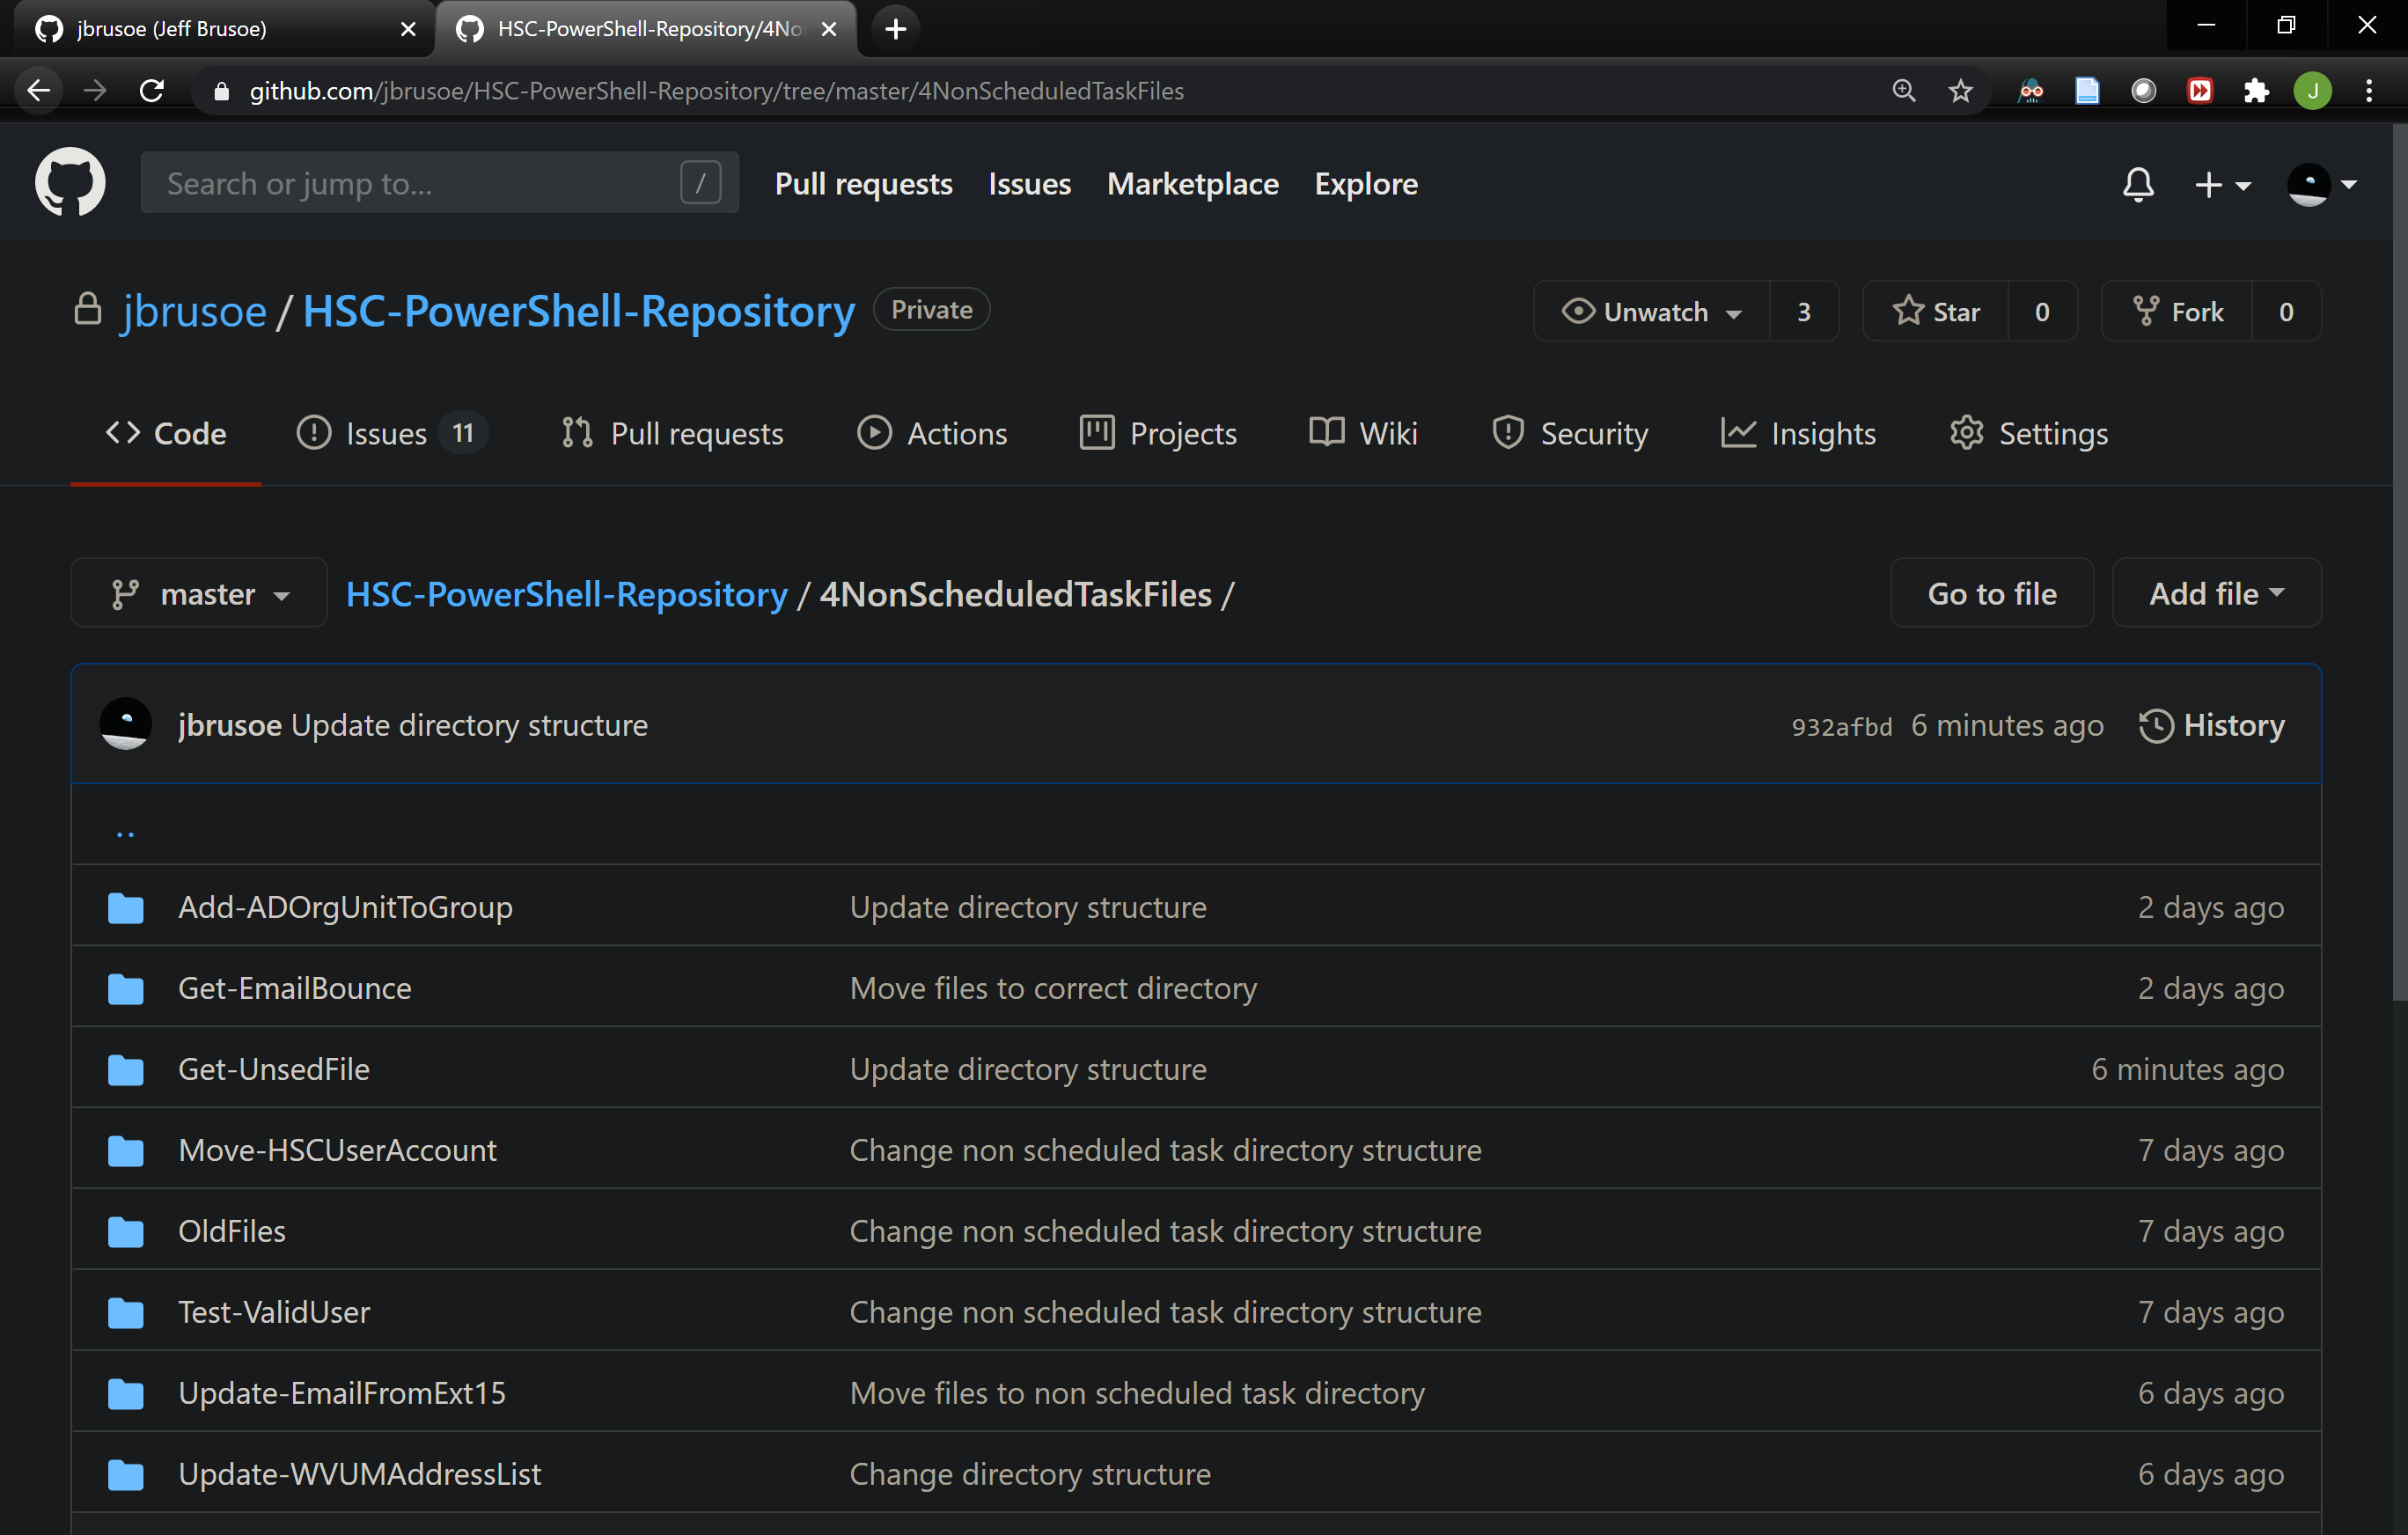 jbrusoe (Jeff Brusoe)
HSC-PowerShell-Repository/4No
github.com/jbrusoe/HSC-PowerShell-Repository/tree/master/4NonScheduledTaskFiles
J
Search or jump to...
/
Pull requests
Issues
Marketplace
Explore
jbrusoe / HSC-PowerShell-Repository
Private
Unwatch
3
Star
0
Fork
0
Code
Issues 11
Pull requests
Actions
Projects
Wiki
Security
Insights
Settings
master
HSC-PowerShell-Repository / 4NonScheduledTaskFiles /
Go to file
Add file
jbrusoe Update directory structure
932afbd 6 minutes ago
History
..
Add-ADOrgUnitToGroup
Update directory structure
2 days ago
Get-EmailBounce
Move files to correct directory
2 days ago
Get-UnsedFile
Update directory structure
6 minutes ago
Move-HSCUserAccount
Change non scheduled task directory structure
7 days ago
OldFiles
Change non scheduled task directory structure
7 days ago
Test-ValidUser
Change non scheduled task directory structure
7 days ago
Update-EmailFromExt15
Move files to non scheduled task directory
6 days ago
Update-WVUMAddressList
Change directory structure
6 days ago